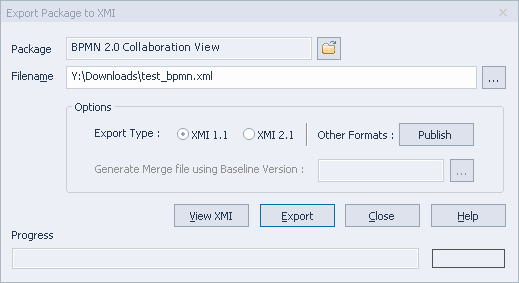 Export Package to XMI
Package BPMN 2.0 Collaboration View
Filename Y:\Downloads\test_bpmn.xml ...
Options
Export Type : XMI 1.1 XMI 2.1 Other Formats : Publish
Generate Merge file using Baseline Version : ...
View XMI Export Close Help
Progress